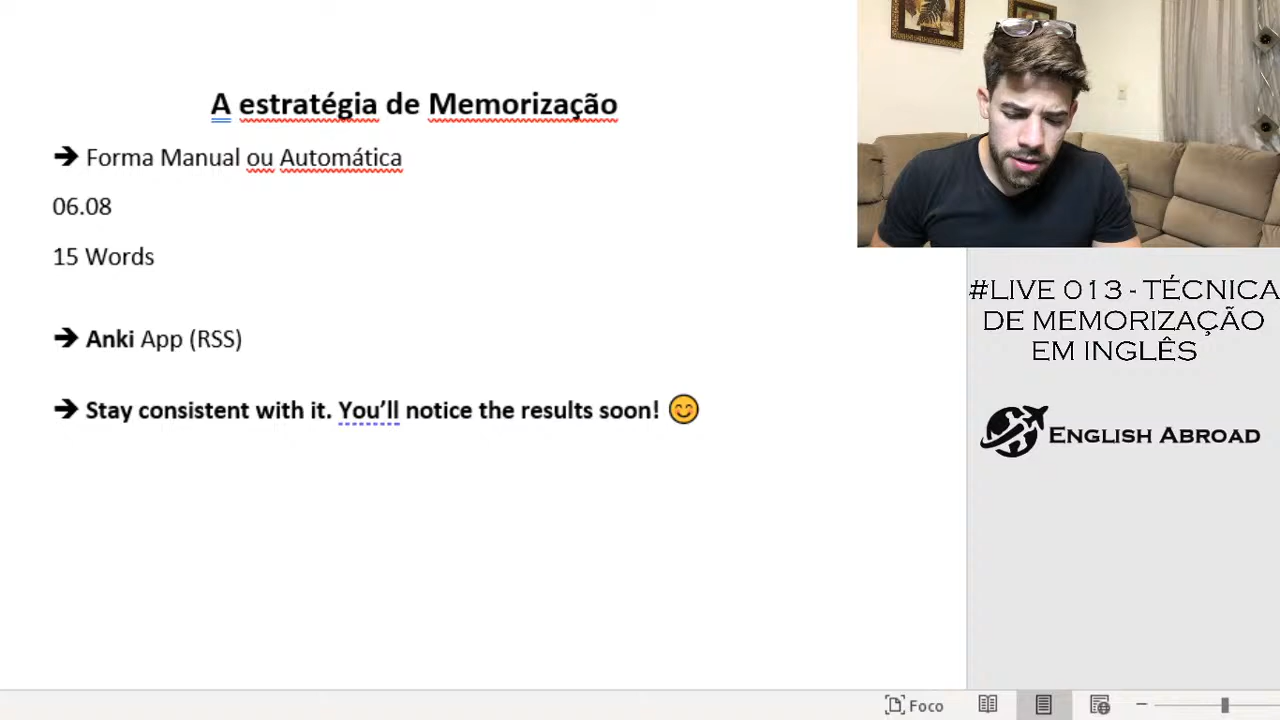 A estratégia de Memorização
➔ Forma Manual ou Automática
06.08
15 Words
➔ Anki App (RSS)
➔ Stay consistent with it. You’ll notice the results soon! 😊
#LIVE 013 - TÉCNICA
DE MEMORIZAÇÃO
EM INGLÊS
ENGLISH ABROAD
Foco